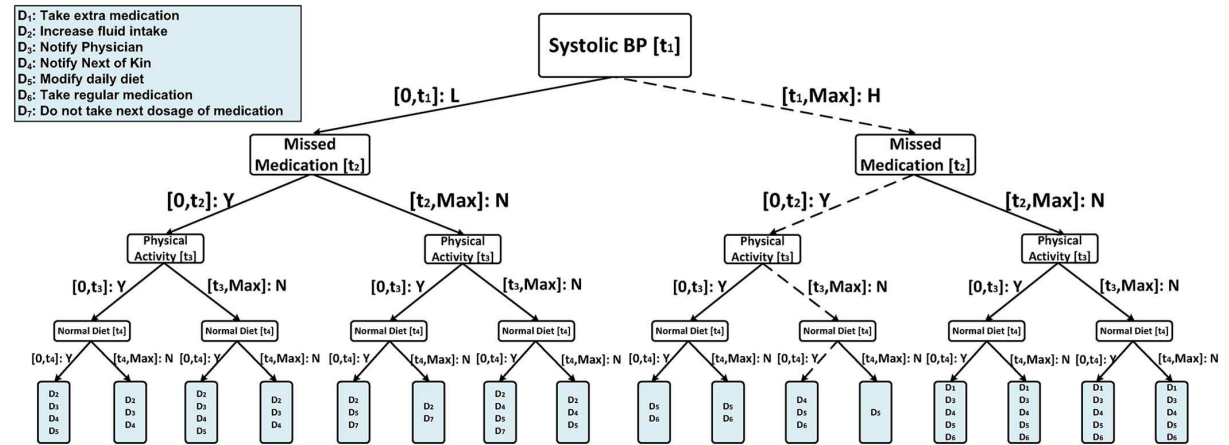 D₁: Take extra medication
D₂: Increase fluid intake
D₃: Notify Physician
D₄: Notify Next of Kin
D₅: Modify daily diet
D₆: Take regular medication
D₇: Do not take next dosage of medication
Systolic BP [t₁]
[0,t₁]: L
[t₁,Max]: H
Missed
Medication [t₂]
Missed
Medication [t₂]
[0,t₂]: Y
[t₂,Max]: N
[0,t₂]: Y
[t₂,Max]: N
Physical
Activity [t₃]
Physical
Activity [t₃]
Physical
Activity [t₃]
Physical
Activity [t₃]
[0,t₃]: Y
[t₃,Max]: N
[0,t₃]: Y
[t₃,Max]: N
[0,t₃]: Y
[t₃,Max]: N
[0,t₃]: Y
[t₃,Max]: N
Normal Diet [t₄]
Normal Diet [t₄]
Normal Diet [t₄]
Normal Diet [t₄]
Normal Diet [t₄]
Normal Diet [t₄]
Normal Diet [t₄]
Normal Diet [t₄]
[0,t₄]: Y
[t₄,Max]: N
[0,t₄]: Y
[t₄,Max]: N
[0,t₄]: Y
[t₄,Max]: N
[0,t₄]: Y
[t₄,Max]: N
[0,t₄]: Y
[t₄,Max]: N
[0,t₄]: Y
[t₄,Max]: N
[0,t₄]: Y
[t₄,Max]: N
[0,t₄]: Y
[t₄,Max]: N
D₂
D₃
D₄
D₅
D₂
D₃
D₄
D₂
D₃
D₄
D₅
D₂
D₃
D₄
D₂
D₅
D₇
D₂
D₇
D₂
D₄
D₅
D₇
D₂
D₄
D₅
D₅
D₆
D₅
D₆
D₄
D₅
D₆
D₅
D₁
D₃
D₄
D₅
D₆
D₁
D₃
D₄
D₅
D₆
D₁
D₃
D₄
D₅
D₆
D₁
D₃
D₄
D₅
D₆